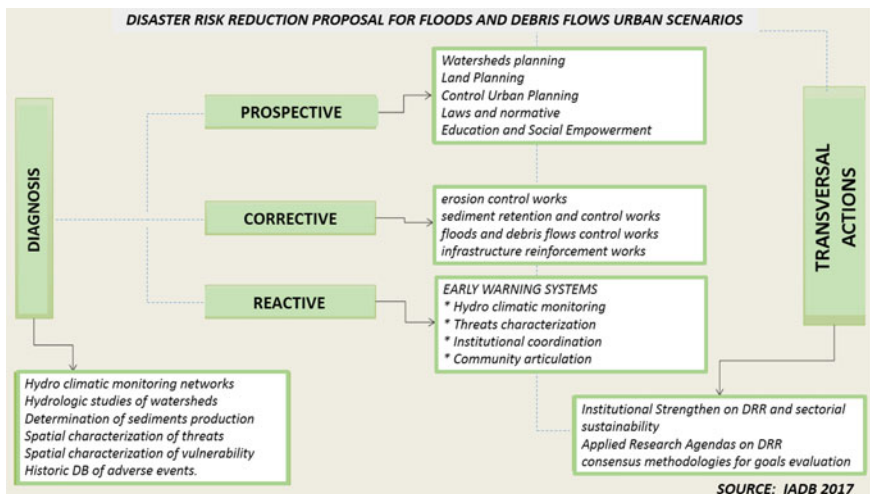 DISASTER RISK REDUCTION PROPOSAL FOR FLOODS AND DEBRIS FLOWS URBAN SCENARIOS
DIAGNOSIS
PROSPECTIVE
Watersheds planning
Land Planning
Control Urban Planning
Laws and normative
Education and Social Empowerment
CORRECTIVE
erosion control works
sediment retention and control works
floods and debris flows control works
infrastructure reinforcement works
REACTIVE
EARLY WARNING SYSTEMS
* Hydro climatic monitoring
* Threats characterization
* Institutional coordination
* Community articulation
TRANSVERSAL
ACTIONS
Hydro climatic monitoring networks
Hydrologic studies of watersheds
Determination of sediments production
Spatial characterization of threats
Spatial characterization of vulnerability
Historic DB of adverse events.
Institutional Strengthen on DRR and sectorial
sustainability
Applied Research Agendas on DRR
consensus methodologies for goals evaluation
SOURCE: IADB 2017